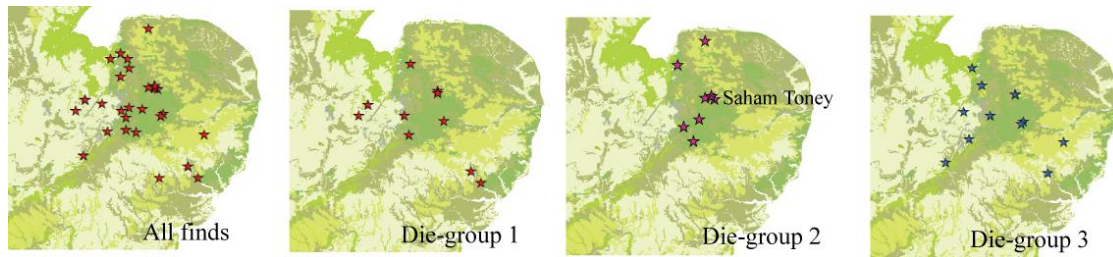 All finds
Die-group 1
Saham Toney
Die-group 2
Die-group 3